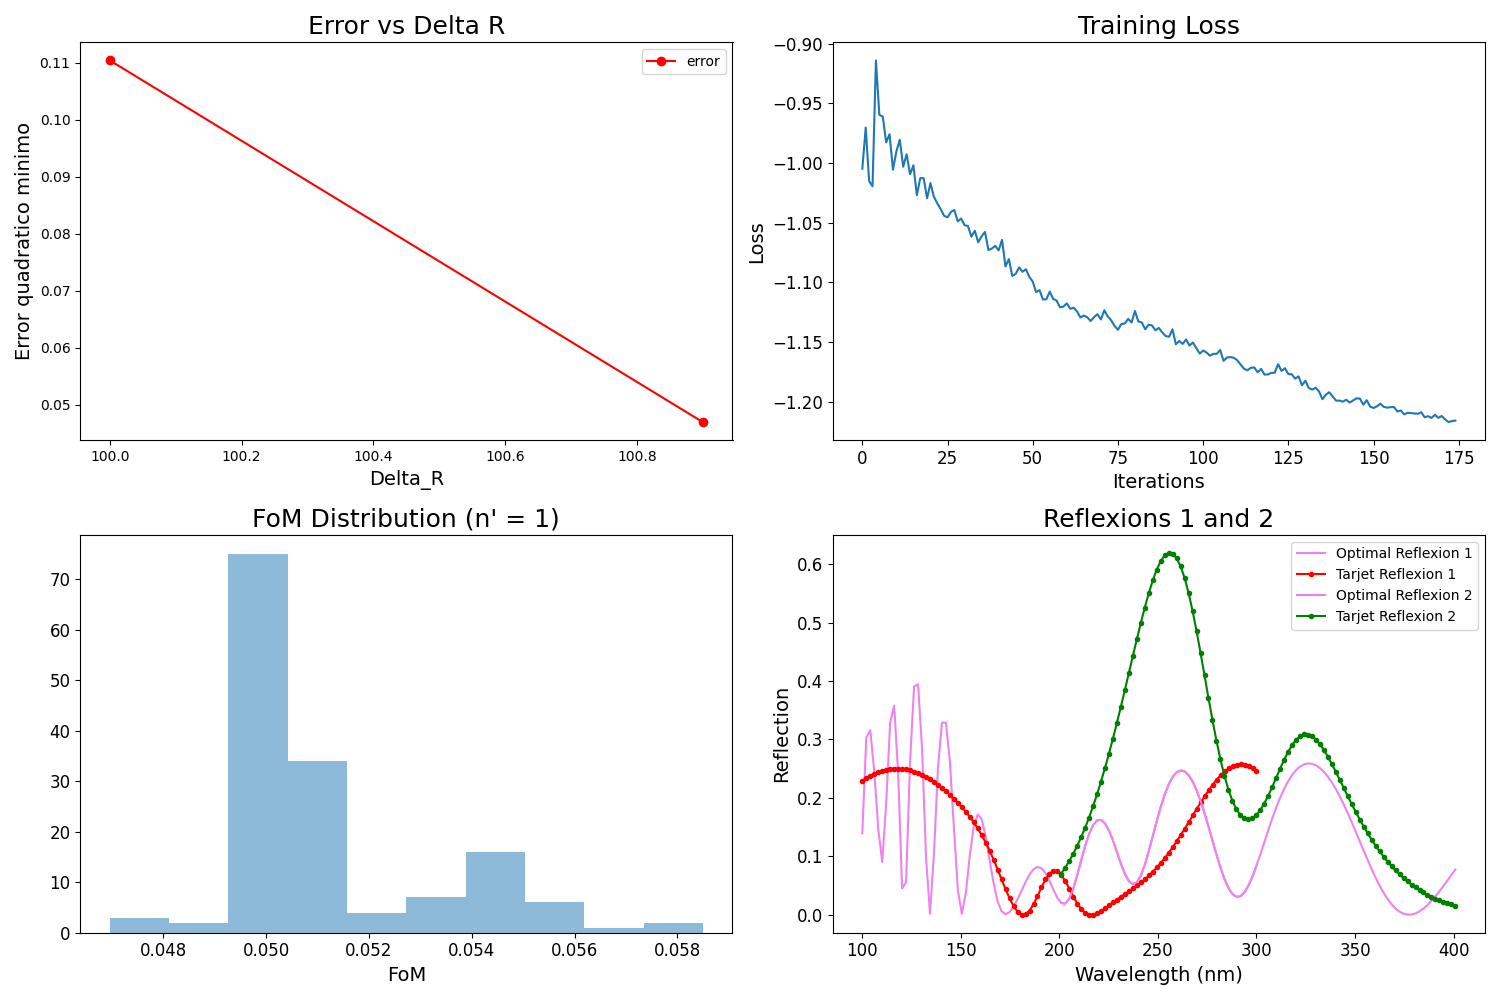 Error vs Delta R
error
Error quadratico minimo
0.11
0.10
0.09
0.08
0.07
0.06
0.05
100.0 100.2 100.4 100.6 100.8
Delta_R
Training Loss
Loss
−0.90
−0.95
−1.00
−1.05
−1.10
−1.15
−1.20
0 25 50 75 100 125 150 175
Iterations
FoM Distribution (n' = 1)
70
60
50
40
30
20
10
0
0.048 0.050 0.052 0.054 0.056 0.058
FoM
Reflexions 1 and 2
Optimal Reflexion 1
Tarjet Reflexion 1
Optimal Reflexion 2
Tarjet Reflexion 2
Reflection
0.6
0.5
0.4
0.3
0.2
0.1
0.0
100 150 200 250 300 350 400
Wavelength (nm)